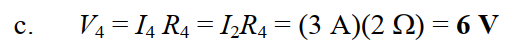 c. V₄ = I₄ R₄ = I₂R₄ = (3 A)(2 Ω) = 6 V